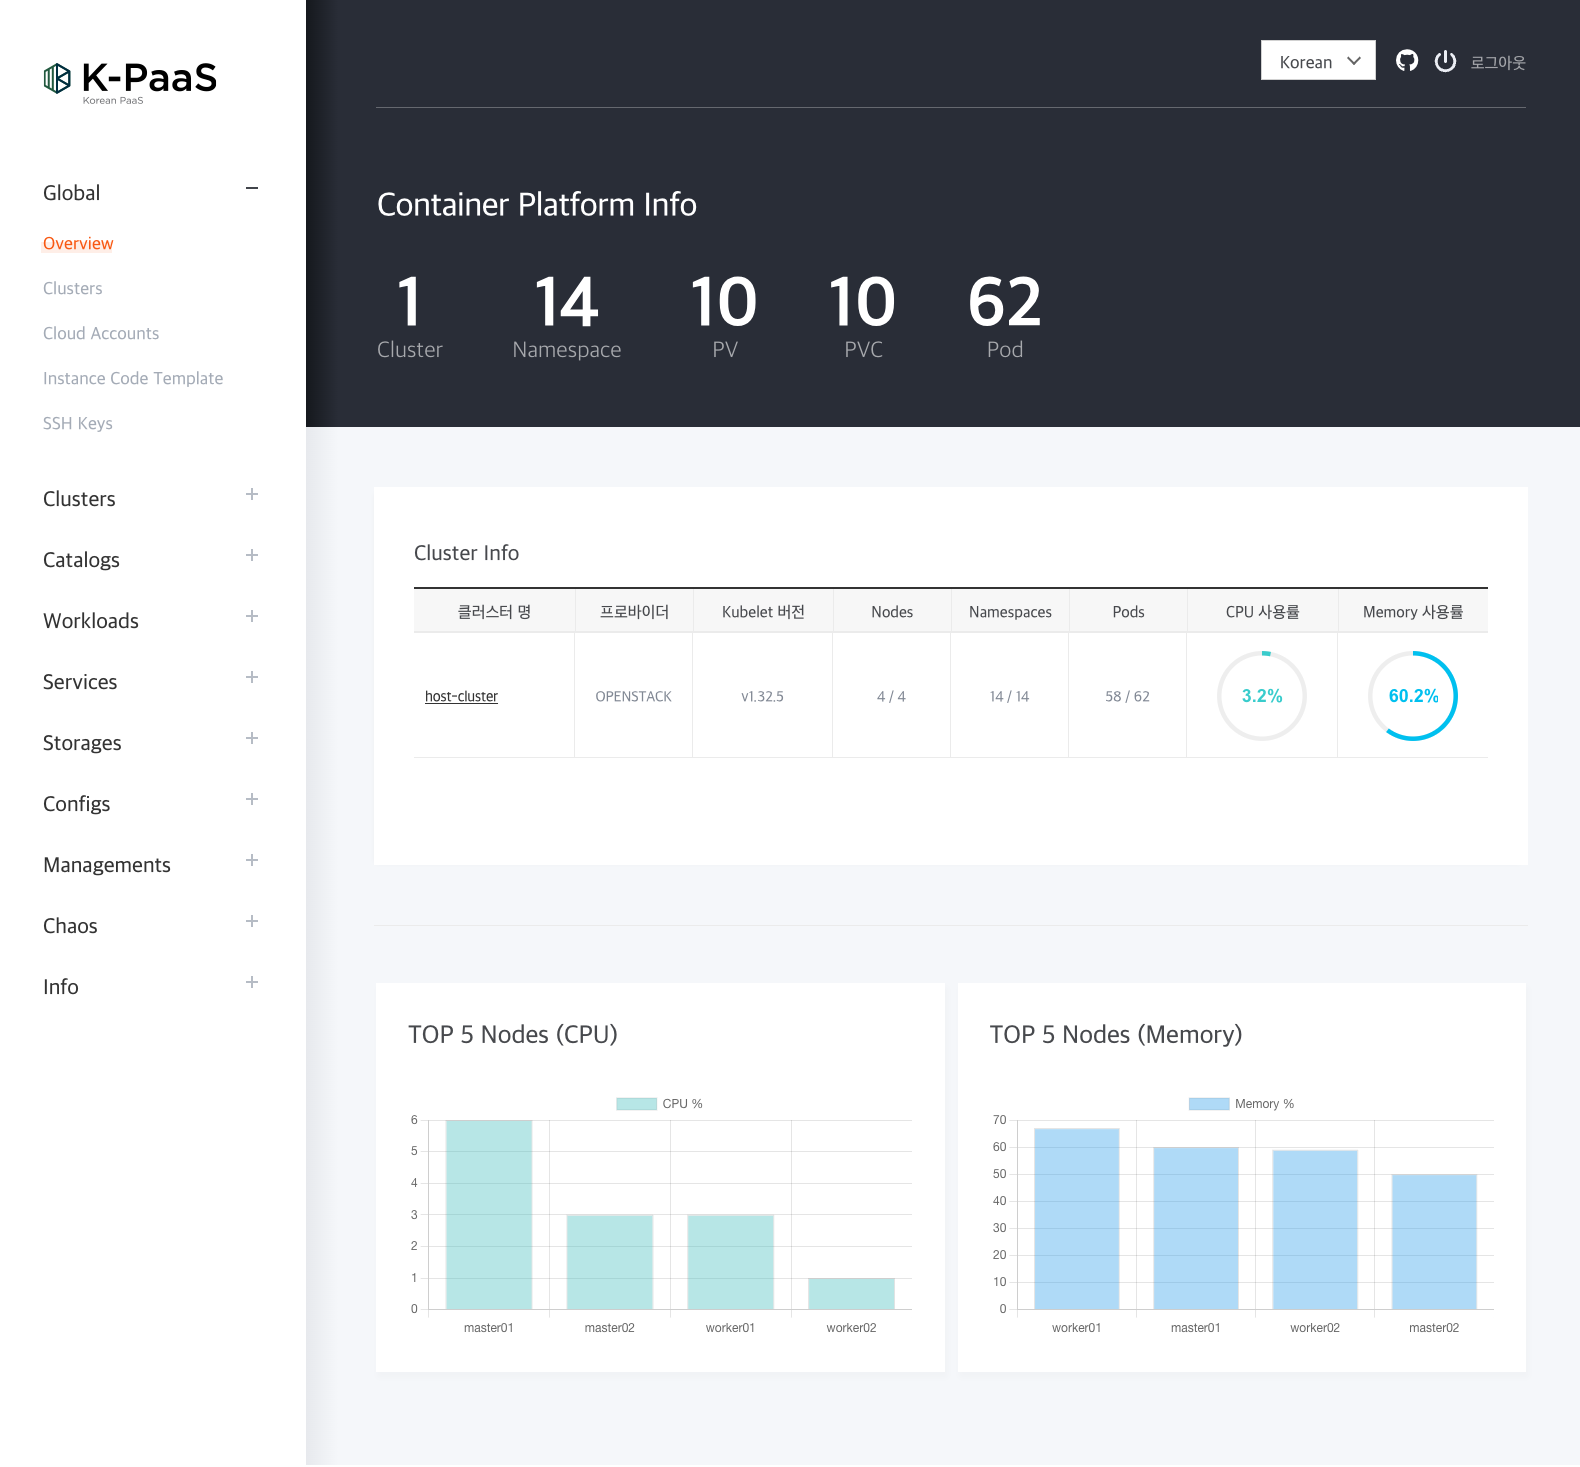 K-PaaS
Korean PaaS
Korean
로그아웃
Global
Overview
Clusters
Cloud Accounts
Instance Code Template
SSH Keys
Clusters
Catalogs
Workloads
Services
Storages
Configs
Managements
Chaos
Info
Container Platform Info
1 14 10 10 62
Cluster Namespace PV PVC Pod
Cluster Info
클러스터 명 프로바이더 Kubelet 버전 Nodes Namespaces Pods CPU 사용률 Memory 사용률
host-cluster OPENSTACK v1.32.5 4 / 4 14 / 14 58 / 62 3.2% 60.2%
TOP 5 Nodes (CPU)
CPU %
6
5
4
3
2
1
0
master01 master02 worker01 worker02
TOP 5 Nodes (Memory)
Memory %
70
60
50
40
30
20
10
0
worker01 master01 worker02 master02